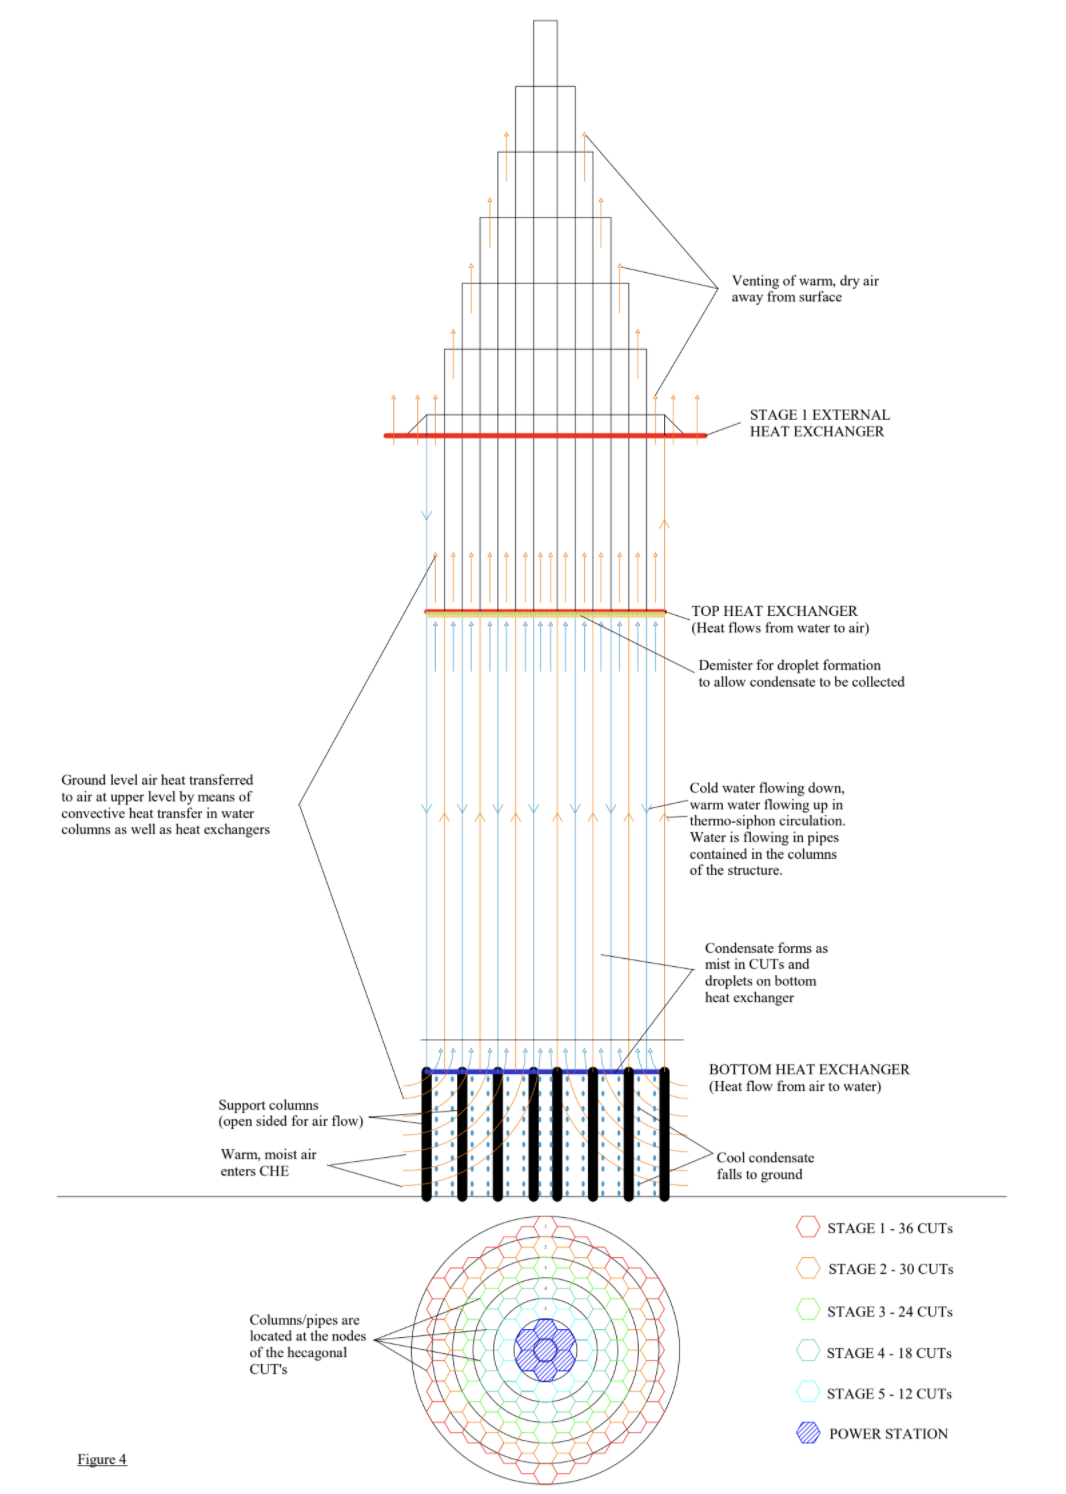 Venting of warm, dry air
away from surface
STAGE 1 EXTERNAL
HEAT EXCHANGER
TOP HEAT EXCHANGER
(Heat flows from water to air)
Demister for droplet formation
to allow condensate to be collected
Ground level air heat transferred
to air at upper level by means of
convective heat transfer in water
columns as well as heat exchangers
Cold water flowing down,
warm water flowing up in
thermo-siphon circulation.
Water is flowing in pipes
contained in the columns
of the structure.
Condensate forms as
mist in CUTs and
droplets on bottom
heat exchanger
BOTTOM HEAT EXCHANGER
(Heat flow from air to water)
Support columns
(open sided for air flow)
Warm, moist air
enters CHE
Cool condensate
falls to ground
1
2
3
4
5
Columns/pipes are
located at the nodes
of the hecagonal
CUT's
STAGE 1 - 36 CUTs
STAGE 2 - 30 CUTs
STAGE 3 - 24 CUTs
STAGE 4 - 18 CUTs
STAGE 5 - 12 CUTs
POWER STATION
Figure 4